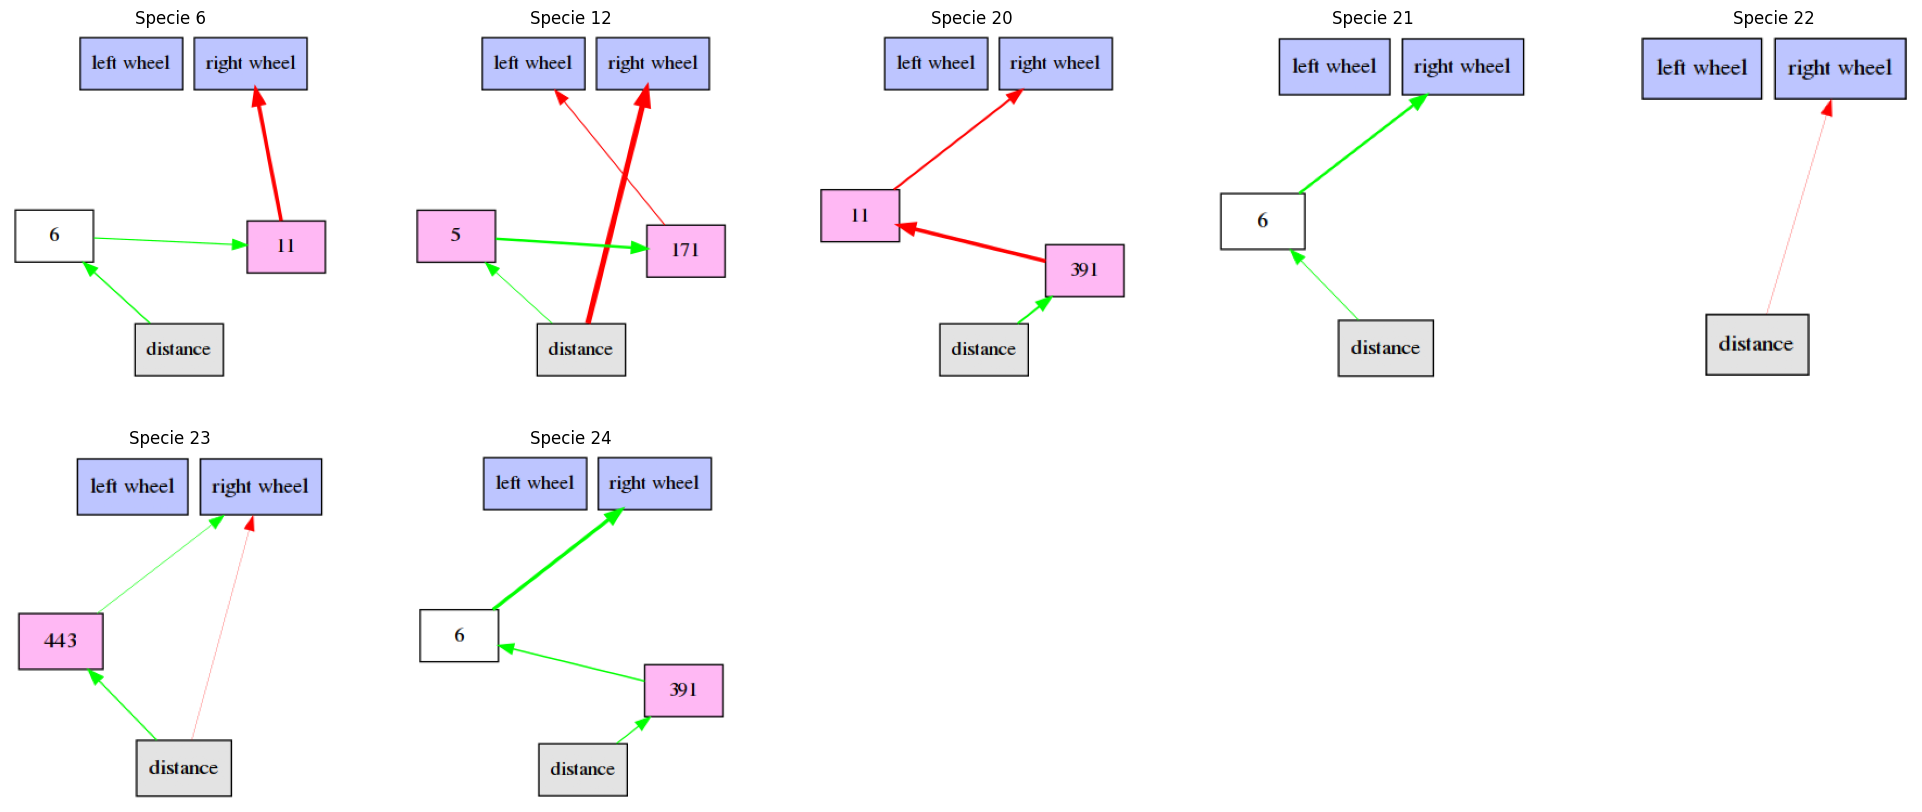 Specie 6
left wheel
right wheel
6
11
distance
Specie 12
left wheel
right wheel
5
171
distance
Specie 20
left wheel
right wheel
11
391
distance
Specie 21
left wheel
right wheel
6
distance
Specie 22
left wheel
right wheel
distance
Specie 23
left wheel
right wheel
443
distance
Specie 24
left wheel
right wheel
6
391
distance